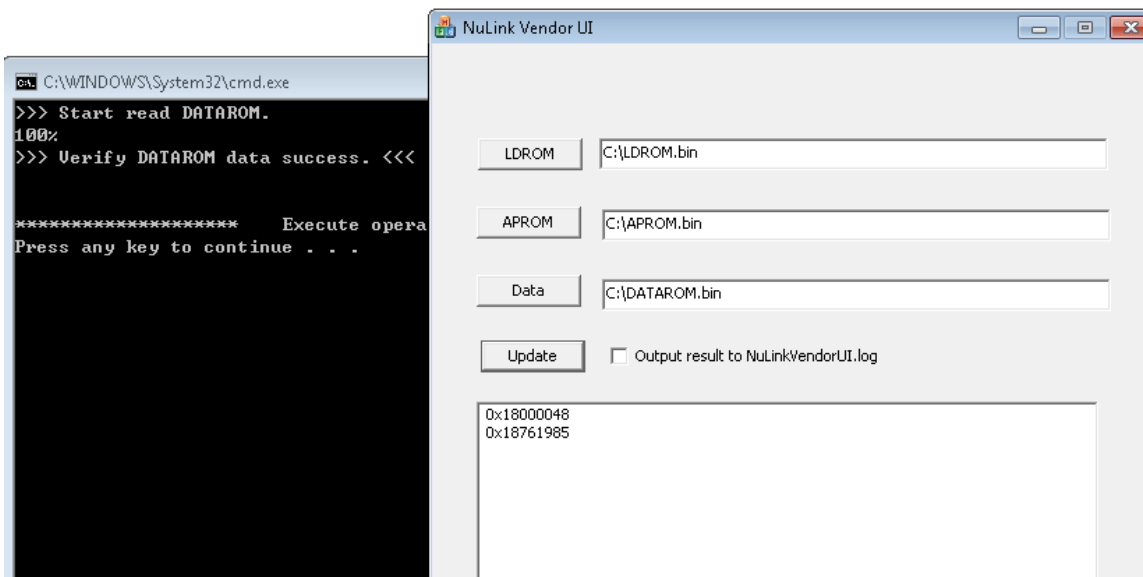 NuLink Vendor UI
C:\WINDOWS\System32\cmd.exe
>>> Start read DATAROM.
100%
>>> Verify DATAROM data success. <<<
******************** Execute opera
Press any key to continue . . .
LDROM C:\LDROM.bin
APROM C:\APROM.bin
Data C:\DATAROM.bin
Update Output result to NuLinkVendorUI.log
0x18000048
0x18761985